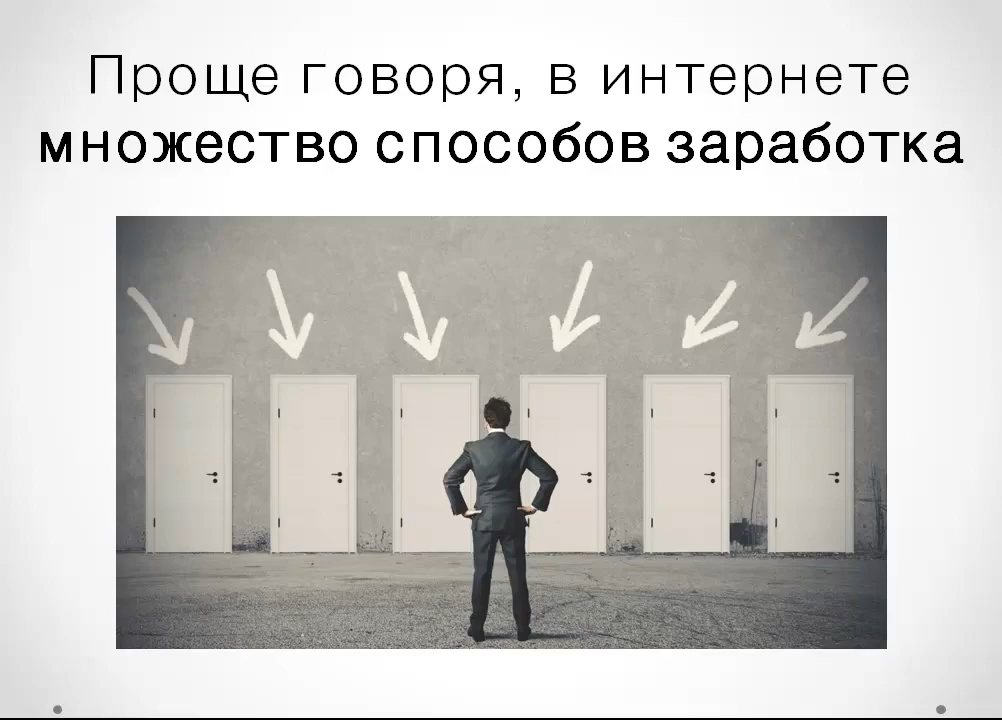 Проще говоря, в интернете
множество способов заработка